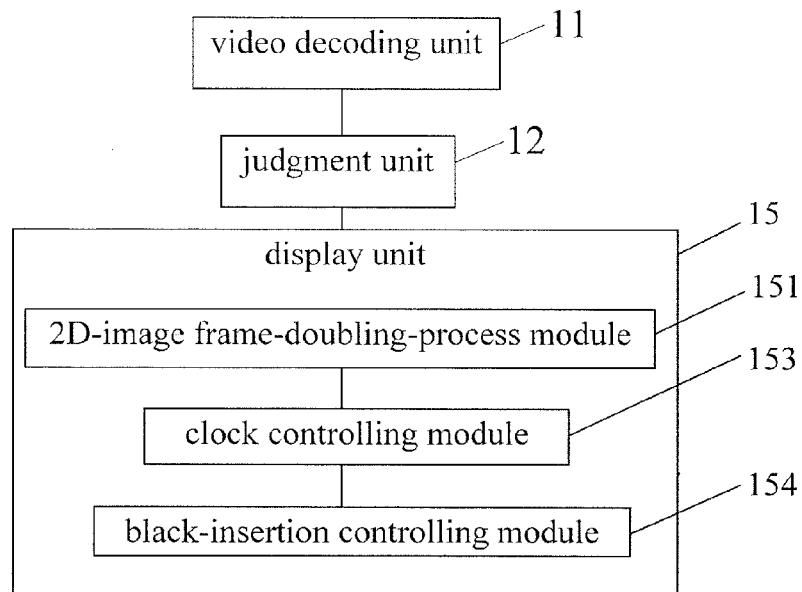 video decoding unit
11
judgment unit
12
15
display unit
151
2D-image frame-doubling-process module
153
clock controlling module
154
black-insertion controlling module